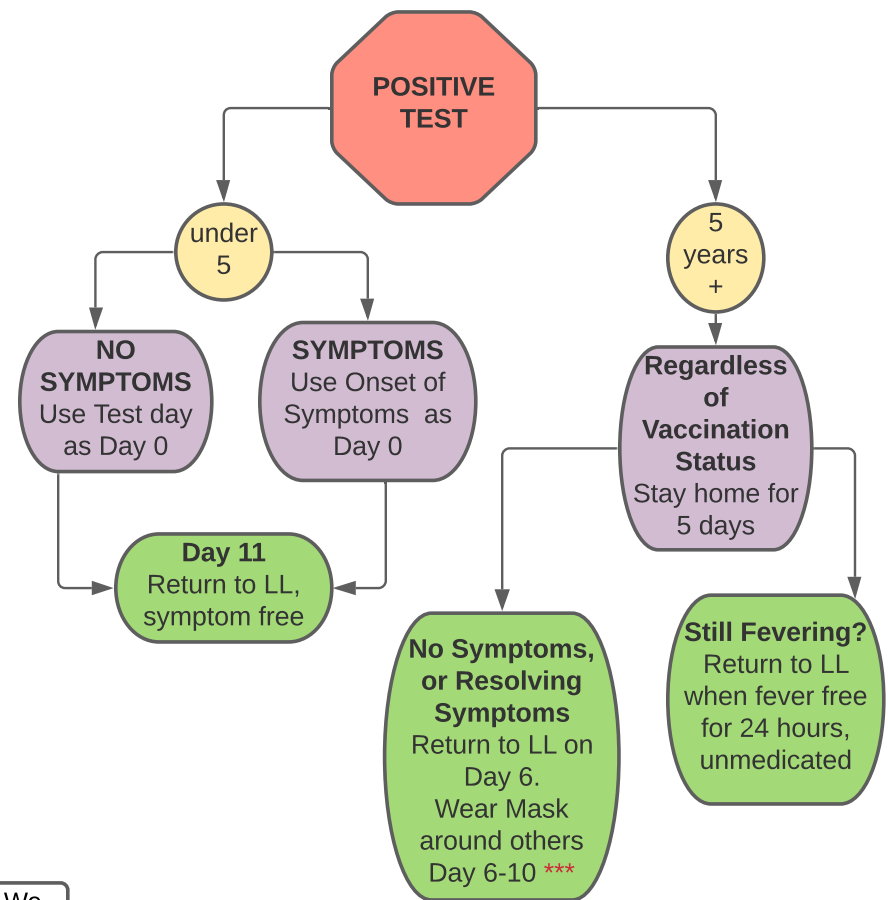 POSITIVE
TEST
under
5
5
years
+
NO
SYMPTOMS
Use Test day
as Day 0
SYMPTOMS
Use Onset of
Symptoms as
Day 0
Regardless
of
Vaccination
Status
Stay home for
5 days
Day 11
Return to LL,
symptom free
No Symptoms,
or Resolving
Symptoms
Return to LL on
Day 6.
Wear Mask
around others
Day 6-10 ***
Still Fevering?
Return to LL
when fever free
for 24 hours,
unmedicated
We